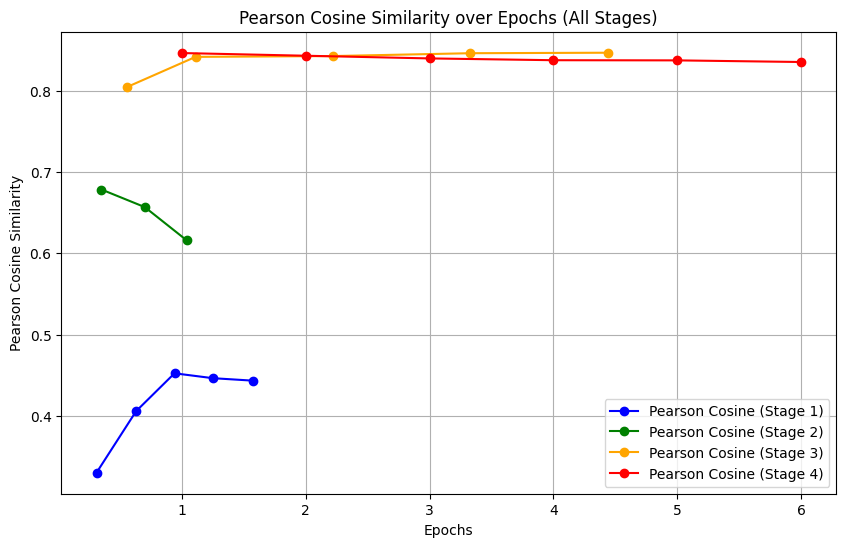 Pearson Cosine Similarity over Epochs (All Stages)
Pearson Cosine Similarity
0.8
0.7
0.6
0.5
0.4
1 2 3 4 5 6
Epochs
Pearson Cosine (Stage 1)
Pearson Cosine (Stage 2)
Pearson Cosine (Stage 3)
Pearson Cosine (Stage 4)